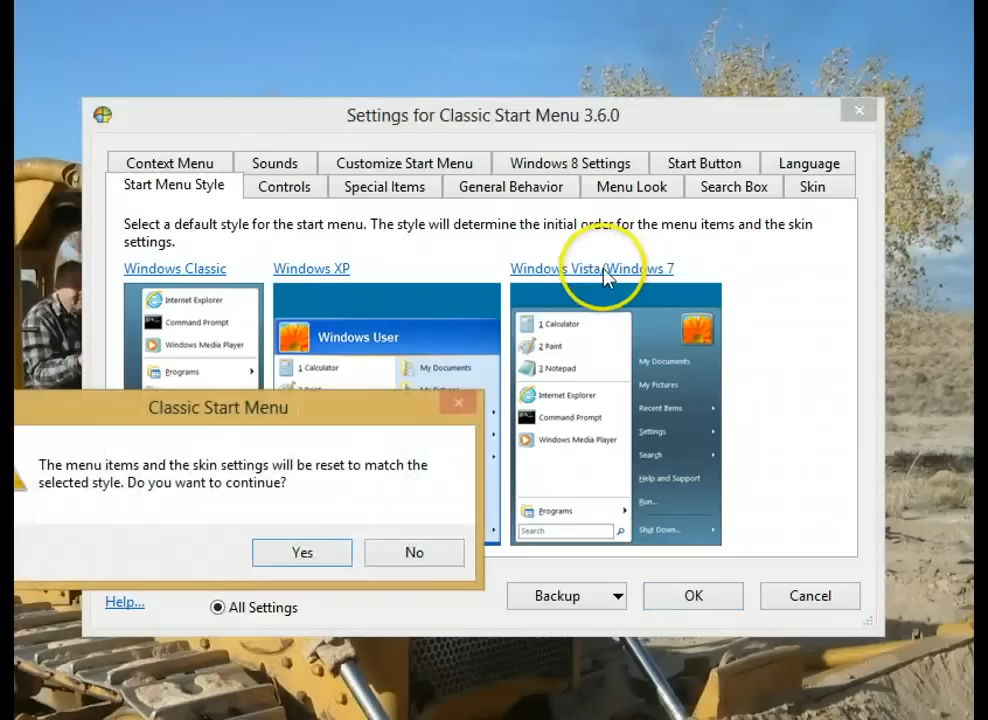 Settings for Classic Start Menu 3.6.0
Context Menu
Sounds
Customize Start Menu
Windows 8 Settings
Start Button
Language
Start Menu Style
Controls
Special Items
General Behavior
Menu Look
Search Box
Skin
Select a default style for the start menu. The style will determine the initial order for the menu items and the skin
settings.
Windows Classic
Windows XP
Windows Vista/Windows 7
Internet Explorer
Command Prompt
Windows Media Player
Programs
Windows User
1 Calculator
My Documents
My Pictures
1 Calculator
2 Paint
3 Notepad
Internet Explorer
Command Prompt
Windows Media Player
Programs
Search
My Documents
My Pictures
Recent Items
Settings
Search
Help and Support
Run...
Shut Down...
Classic Start Menu
The menu items and the skin settings will be reset to match the
selected style. Do you want to continue?
Yes
No
Help...
All Settings
Backup
OK
Cancel